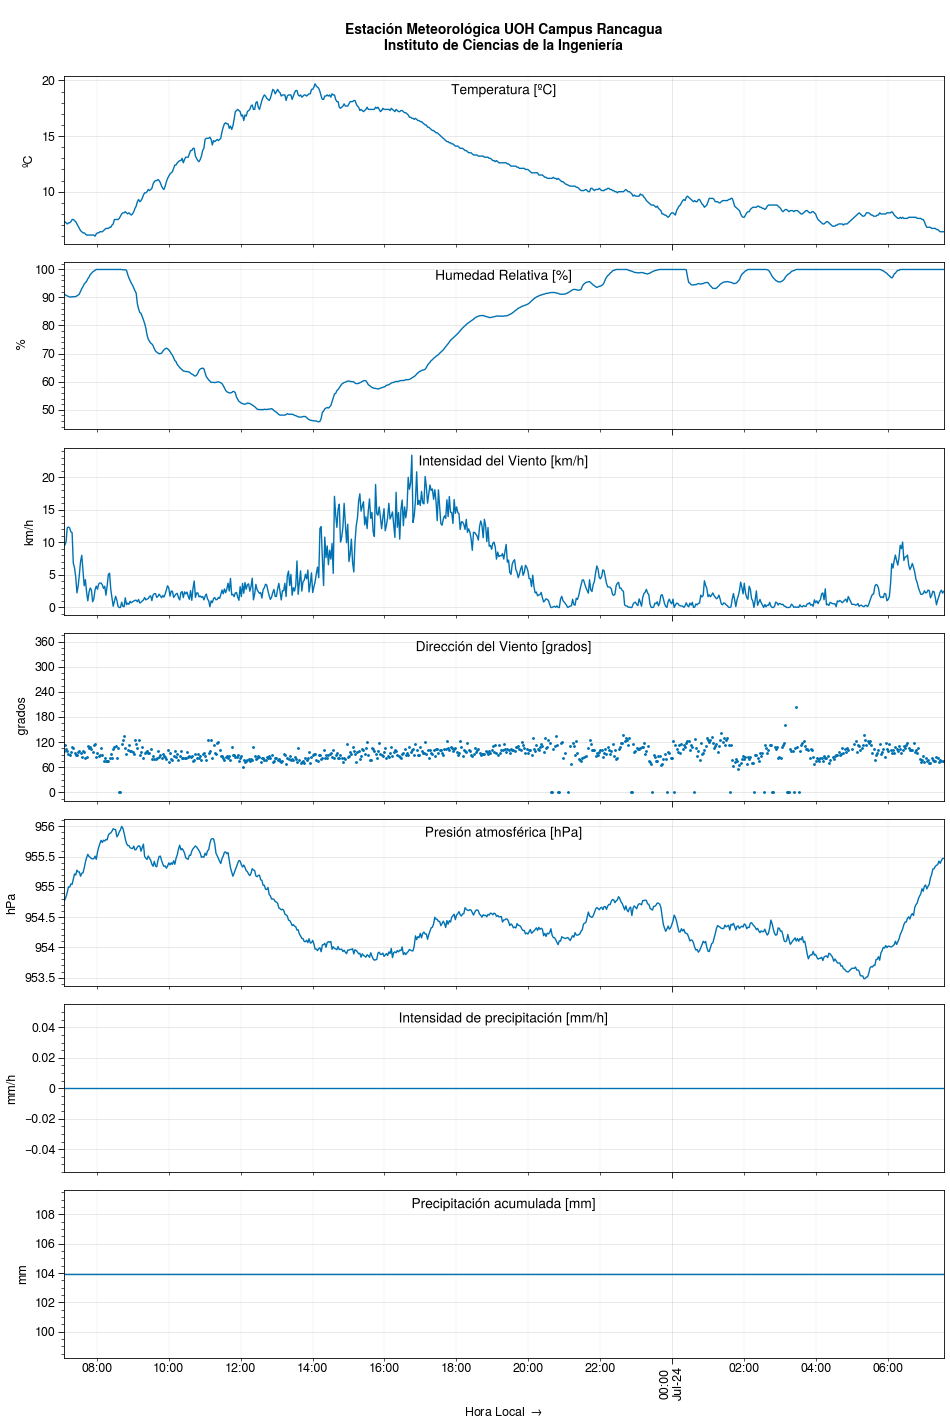 Estación Meteorológica UOH Campus Rancagua
Instituto de Ciencias de la Ingeniería
Temperatura [ºC]
ºC
20
15
10
Humedad Relativa [%]
%
100
90
80
70
60
50
Intensidad del Viento [km/h]
km/h
20
15
10
5
0
Dirección del Viento [grados]
grados
360
300
240
180
120
60
0
Presión atmosférica [hPa]
hPa
956
955.5
955
954.5
954
953.5
Intensidad de precipitación [mm/h]
mm/h
0.04
0.02
0
−0.02
−0.04
Precipitación acumulada [mm]
mm
108
106
104
102
100
08:00 10:00 12:00 14:00 16:00 18:00 20:00 22:00 00:00 02:00 04:00 06:00
Jul-24
Hora Local →